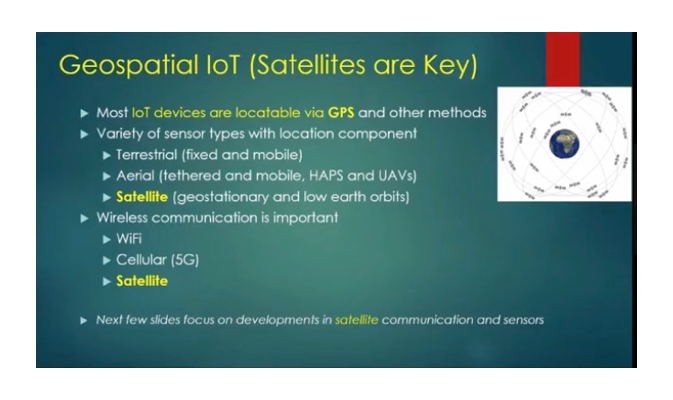 Geospatial IoT (Satellites are Key)
Most IoT devices are locatable via GPS and other methods
Variety of sensor types with location component
Terrestrial (fixed and mobile)
Aerial (tethered and mobile, HAPS and UAVs)
Satellite (geostationary and low earth orbits)
Wireless communication is important
WiFi
Cellular (5G)
Satellite
Next few slides focus on developments in satellite communication and sensors